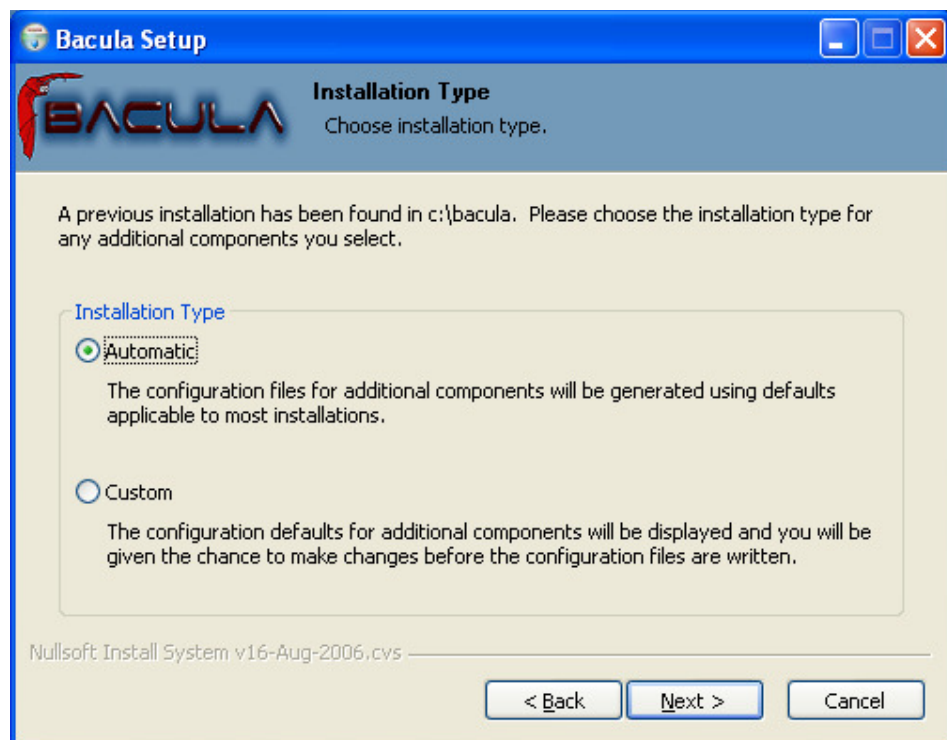 Bacula Setup
BACULA
Installation Type
Choose installation type.
A previous installation has been found in c:\bacula.  Please choose the installation type for
any additional components you select.
Installation Type
Automatic
The configuration files for additional components will be generated using defaults
applicable to most installations.
Custom
The configuration defaults for additional components will be displayed and you will be
given the chance to make changes before the configuration files are written.
Nullsoft Install System v16-Aug-2006.cvs
< Back
Next >
Cancel